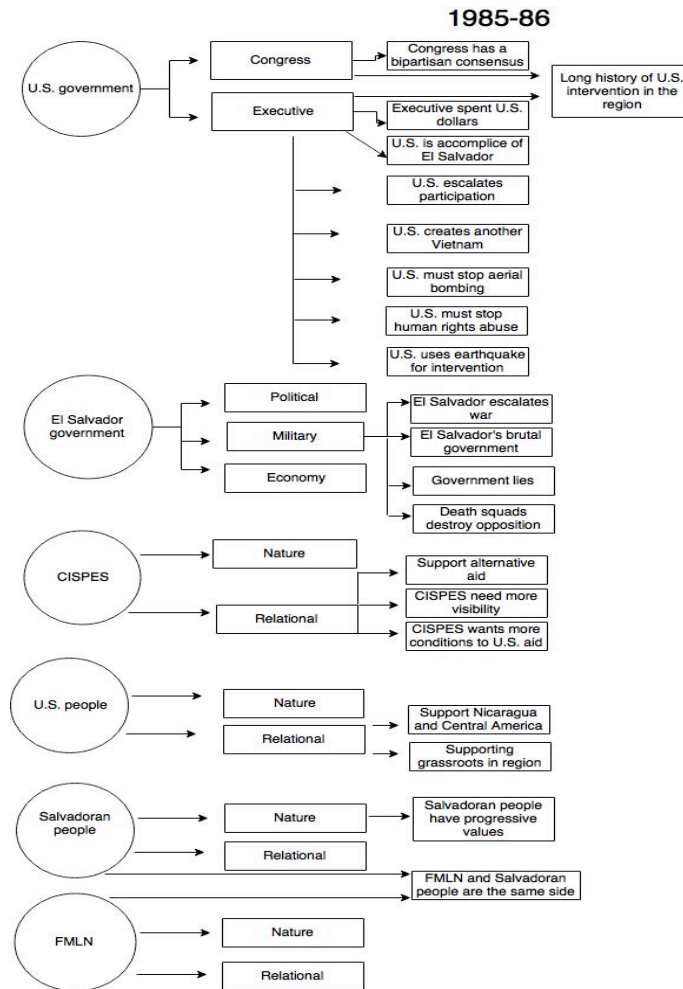 1985-86
U.S. government
Congress
Congress has a
bipartisan consensus
Long history of U.S.
intervention in the
region
Executive
Executive spent U.S.
dollars
U.S. is accomplice of
El Salvador
U.S. escalates
participation
U.S. creates another
Vietnam
U.S. must stop aerial
bombing
U.S. must stop
human rights abuse
U.S. uses earthquake
for intervention
El Salvador
government
Political
Military
Economy
El Salvador escalates
war
El Salvador's brutal
government
Government lies
Death squads
destroy opposition
CISPES
Nature
Relational
Support alternative
aid
CISPES need more
visibility
CISPES wants more
conditions to U.S. aid
U.S. people
Nature
Relational
Support Nicaragua
and Central America
Supporting
grassroots in region
Salvadoran
people
Nature
Relational
Salvadoran people
have progressive
values
FMLN and Salvadoran
people are the same side
FMLN
Nature
Relational